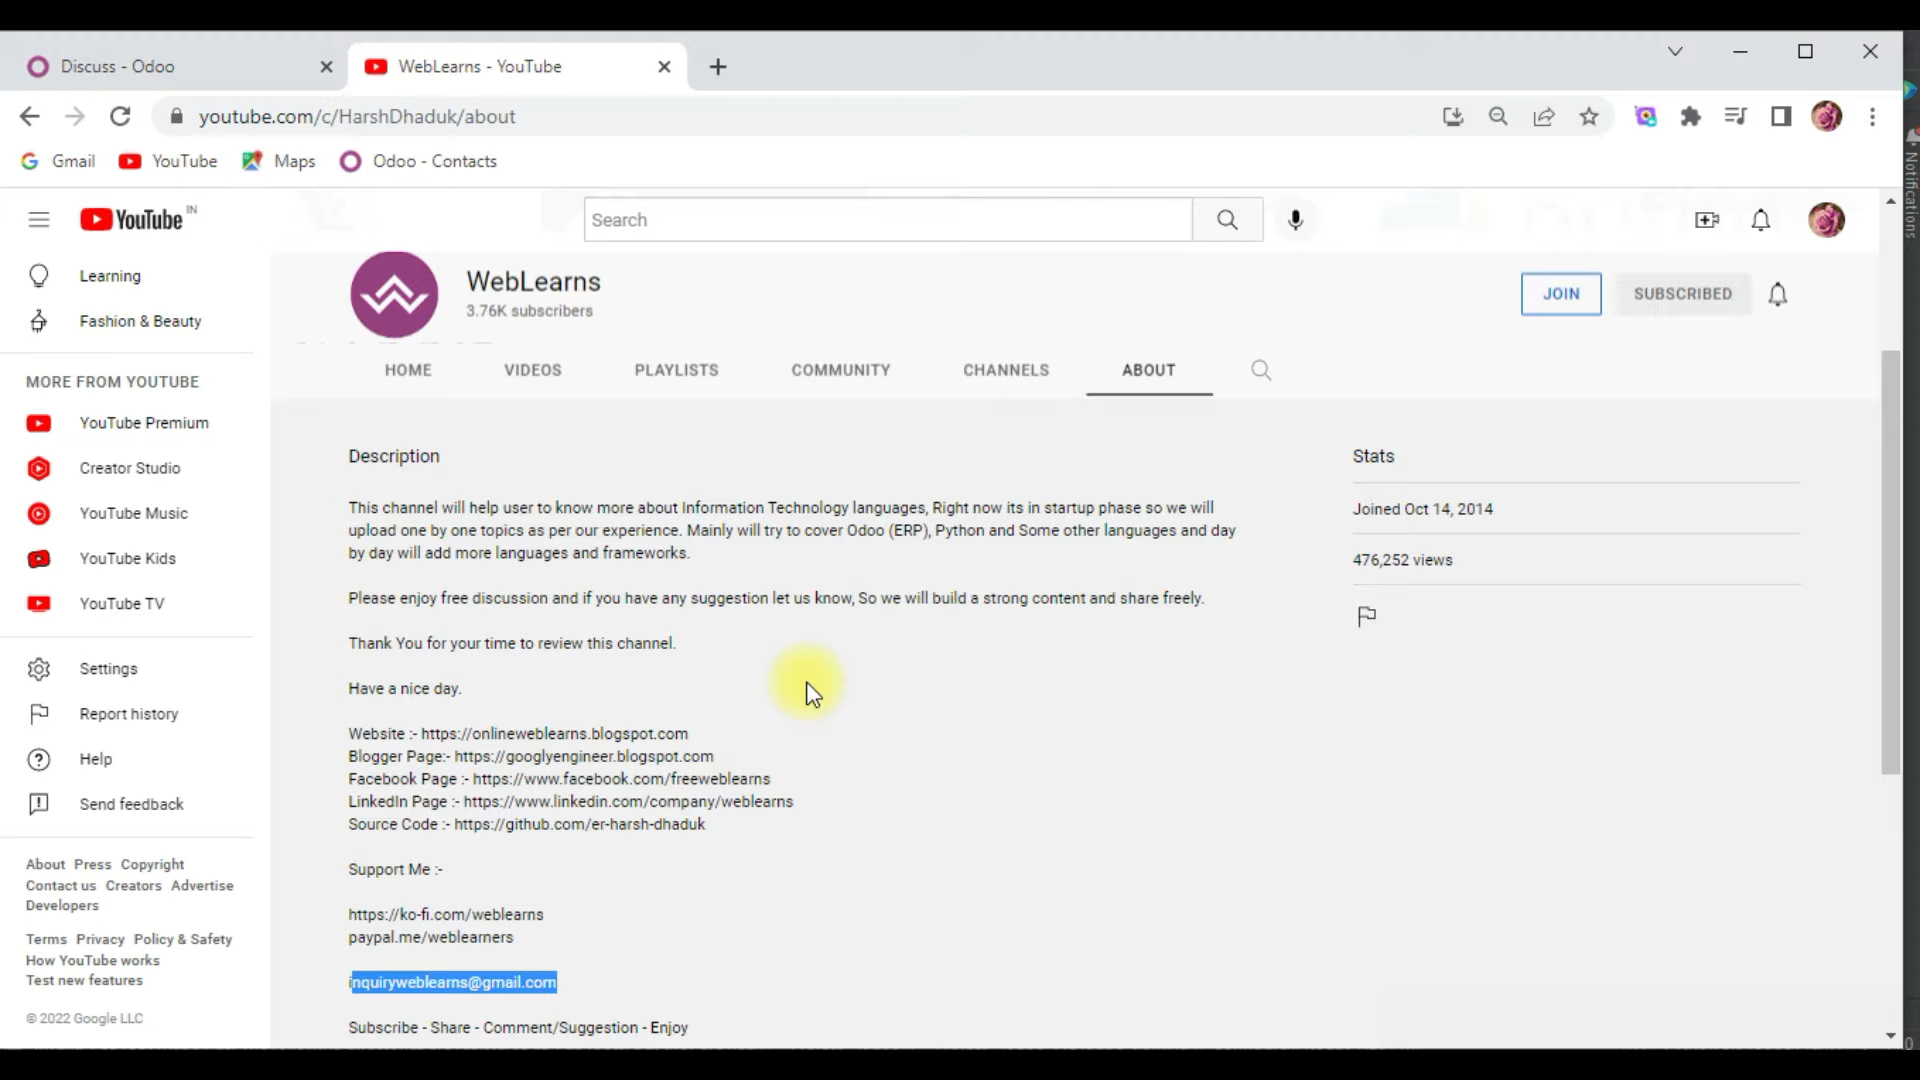 Discuss - Odoo
WebLearns - YouTube
youtube.com/c/HarshDhaduk/about
Gmail
YouTube
Maps
Odoo - Contacts
Notifications
YouTube IN
Search
Learning
Fashion & Beauty
MORE FROM YOUTUBE
YouTube Premium
Creator Studio
YouTube Music
YouTube Kids
YouTube TV
Settings
Report history
Help
Send feedback
About Press Copyright
Contact us Creators Advertise
Developers
Terms Privacy Policy & Safety
How YouTube works
Test new features
© 2022 Google LLC
WebLearns
3.76K subscribers
JOIN
SUBSCRIBED
HOME
VIDEOS
PLAYLISTS
COMMUNITY
CHANNELS
ABOUT
Description
This channel will help user to know more about Information Technology languages, Right now its in startup phase so we will
upload one by one topics as per our experience. Mainly will try to cover Odoo (ERP), Python and Some other languages and day
by day will add more languages and frameworks.
Please enjoy free discussion and if you have any suggestion let us know, So we will build a strong content and share freely.
Thank You for your time to review this channel.
Have a nice day.
Website :- https://onlineweblearns.blogspot.com
Blogger Page:- https://googlyengineer.blogspot.com
Facebook Page :- https://www.facebook.com/freeweblearns
LinkedIn Page :- https://www.linkedin.com/company/weblearns
Source Code :- https://github.com/er-harsh-dhaduk
Support Me :-
https://ko-fi.com/weblearns
paypal.me/weblearners
inquiryweblearns@gmail.com
Subscribe - Share - Comment/Suggestion - Enjoy
Stats
Joined Oct 14, 2014
476,252 views